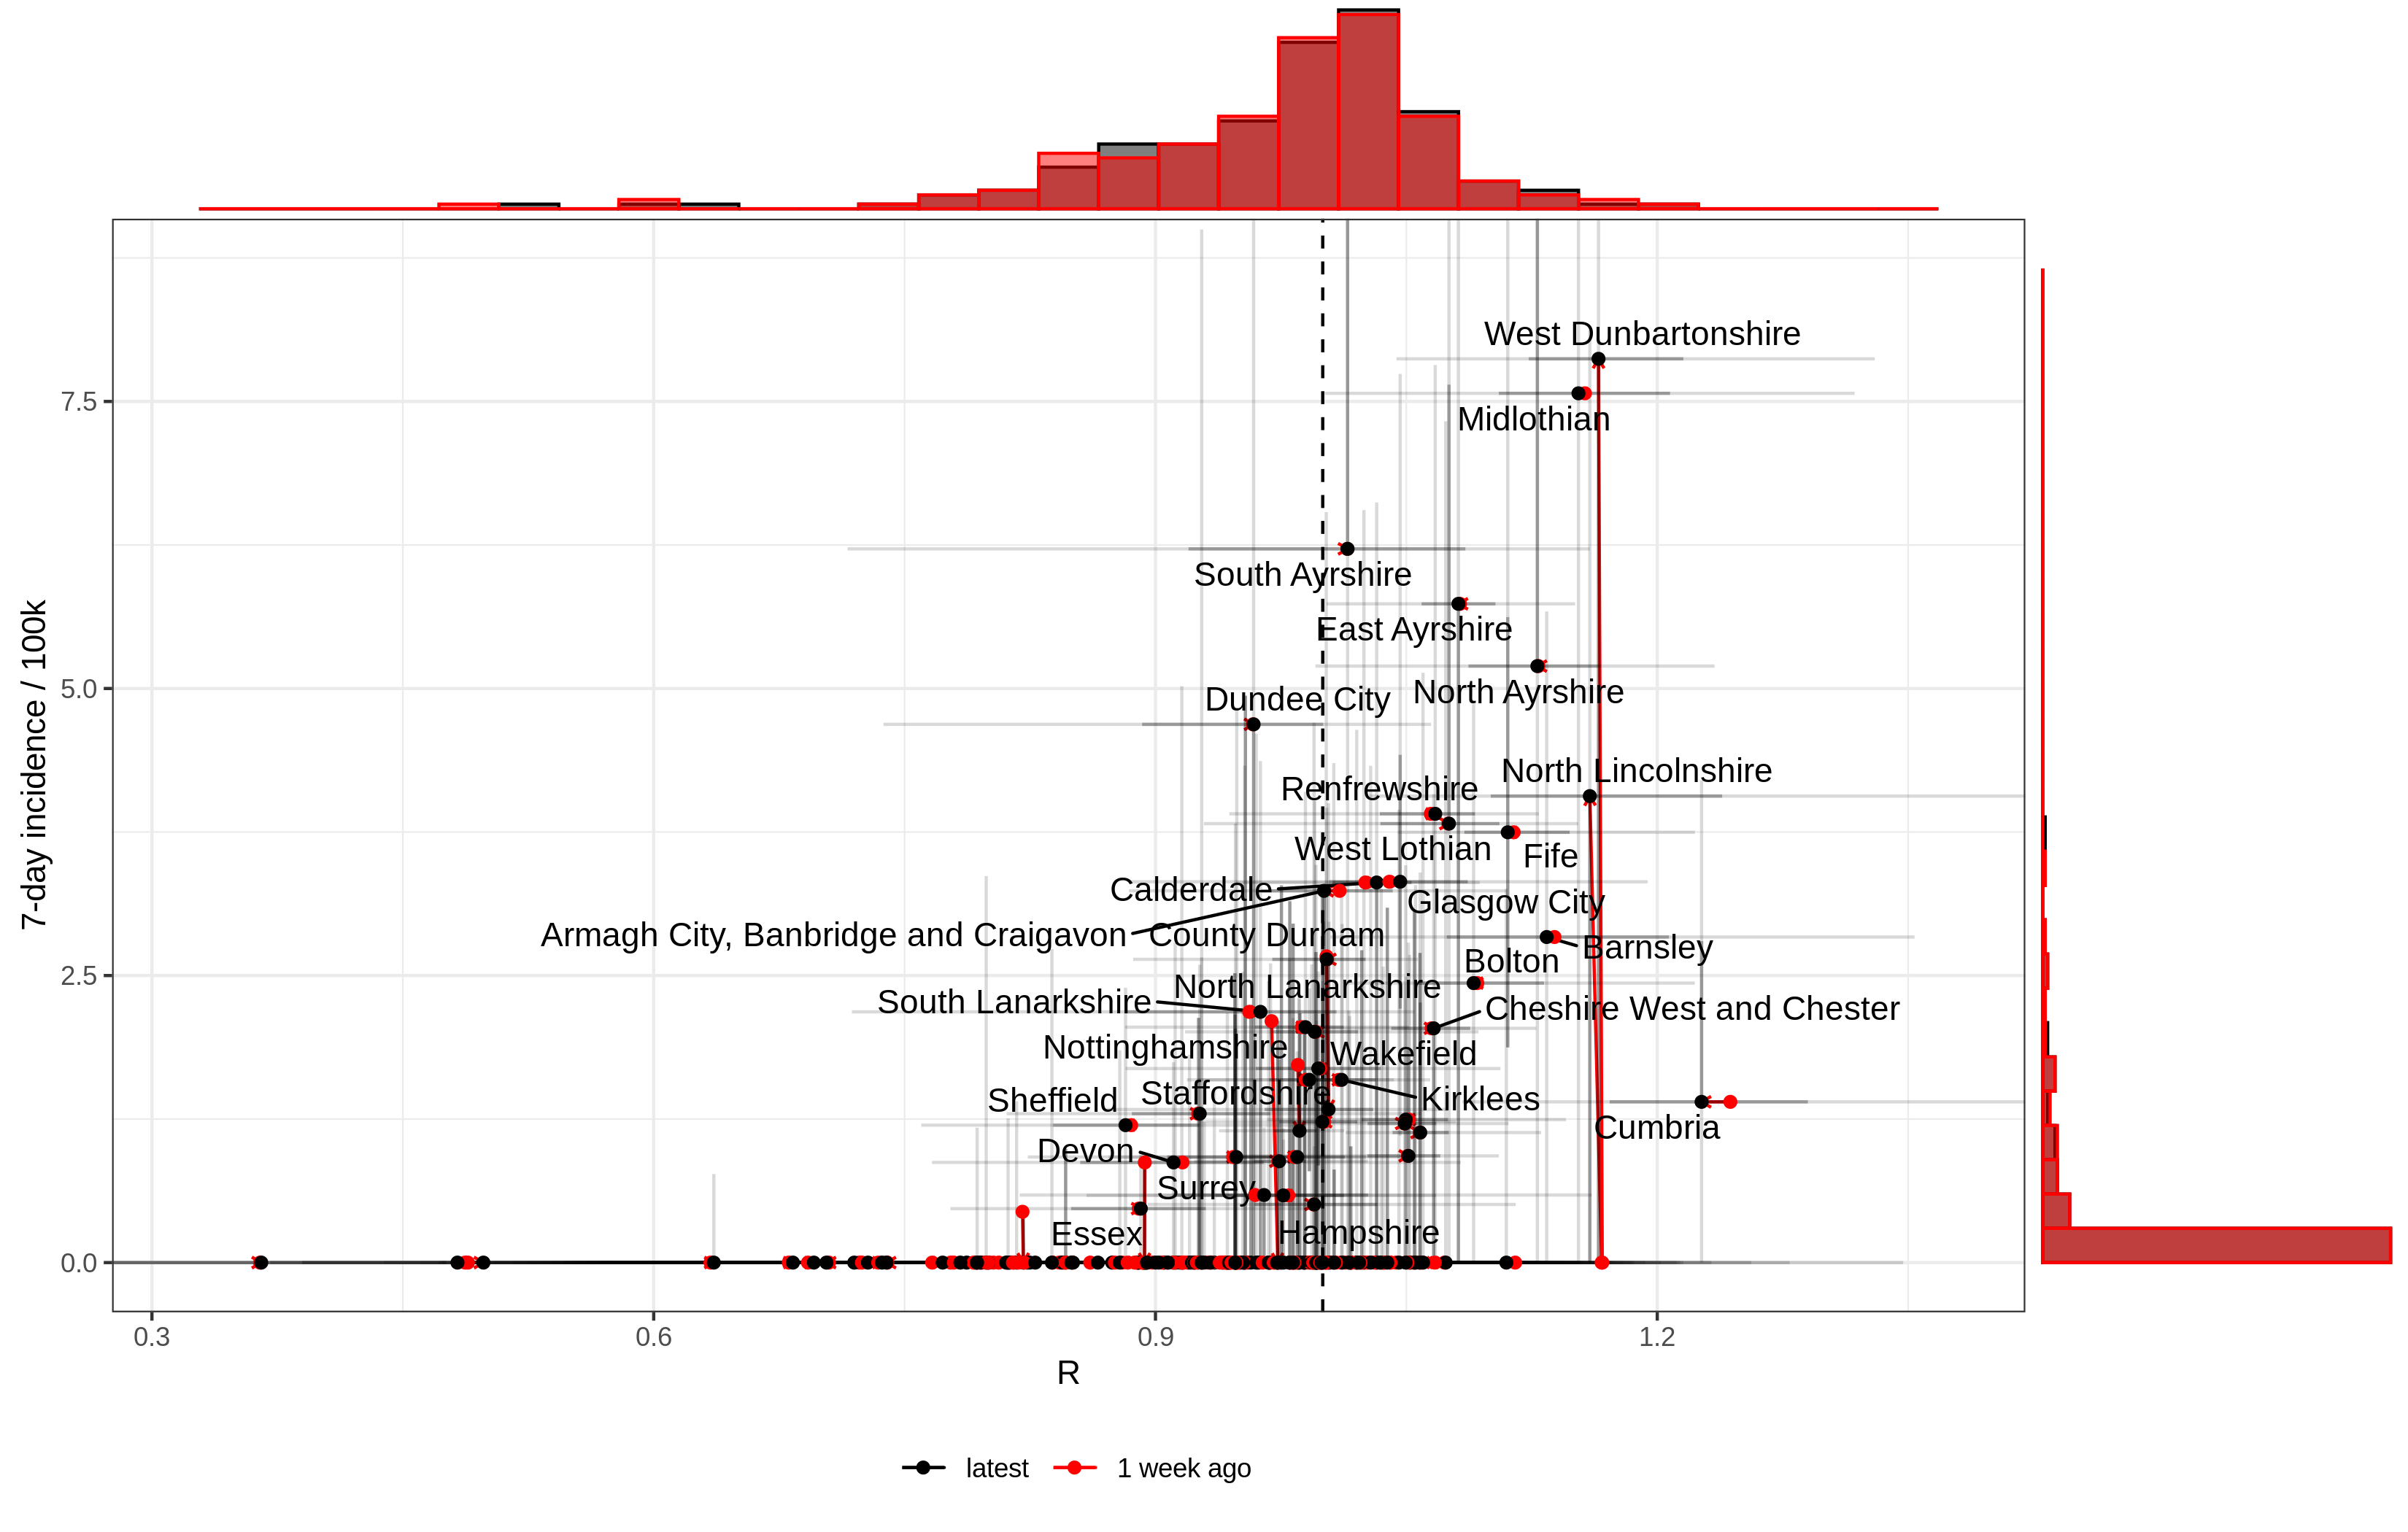 West Dunbartonshire
7.5
Midlothian
South Ayrshire
East Ayrshire
7-day incidence / 100k
5.0
North Ayrshire
Dundee City
North Lincolnshire
Renfrewshire
West Lothian
Fife
Calderdale
Glasgow City
Armagh City, Banbridge and Craigavon
County Durham
Barnsley
Bolton
2.5
North Lanarkshire
South Lanarkshire
Cheshire West and Chester
Nottinghamshire
Wakefield
Staffordshire
Sheffield
Kirklees
Cumbria
Devon
Surrey
Essex
Hampshire
0.0
0.3
0.6
0.9
1.2
R
latest
1 week ago